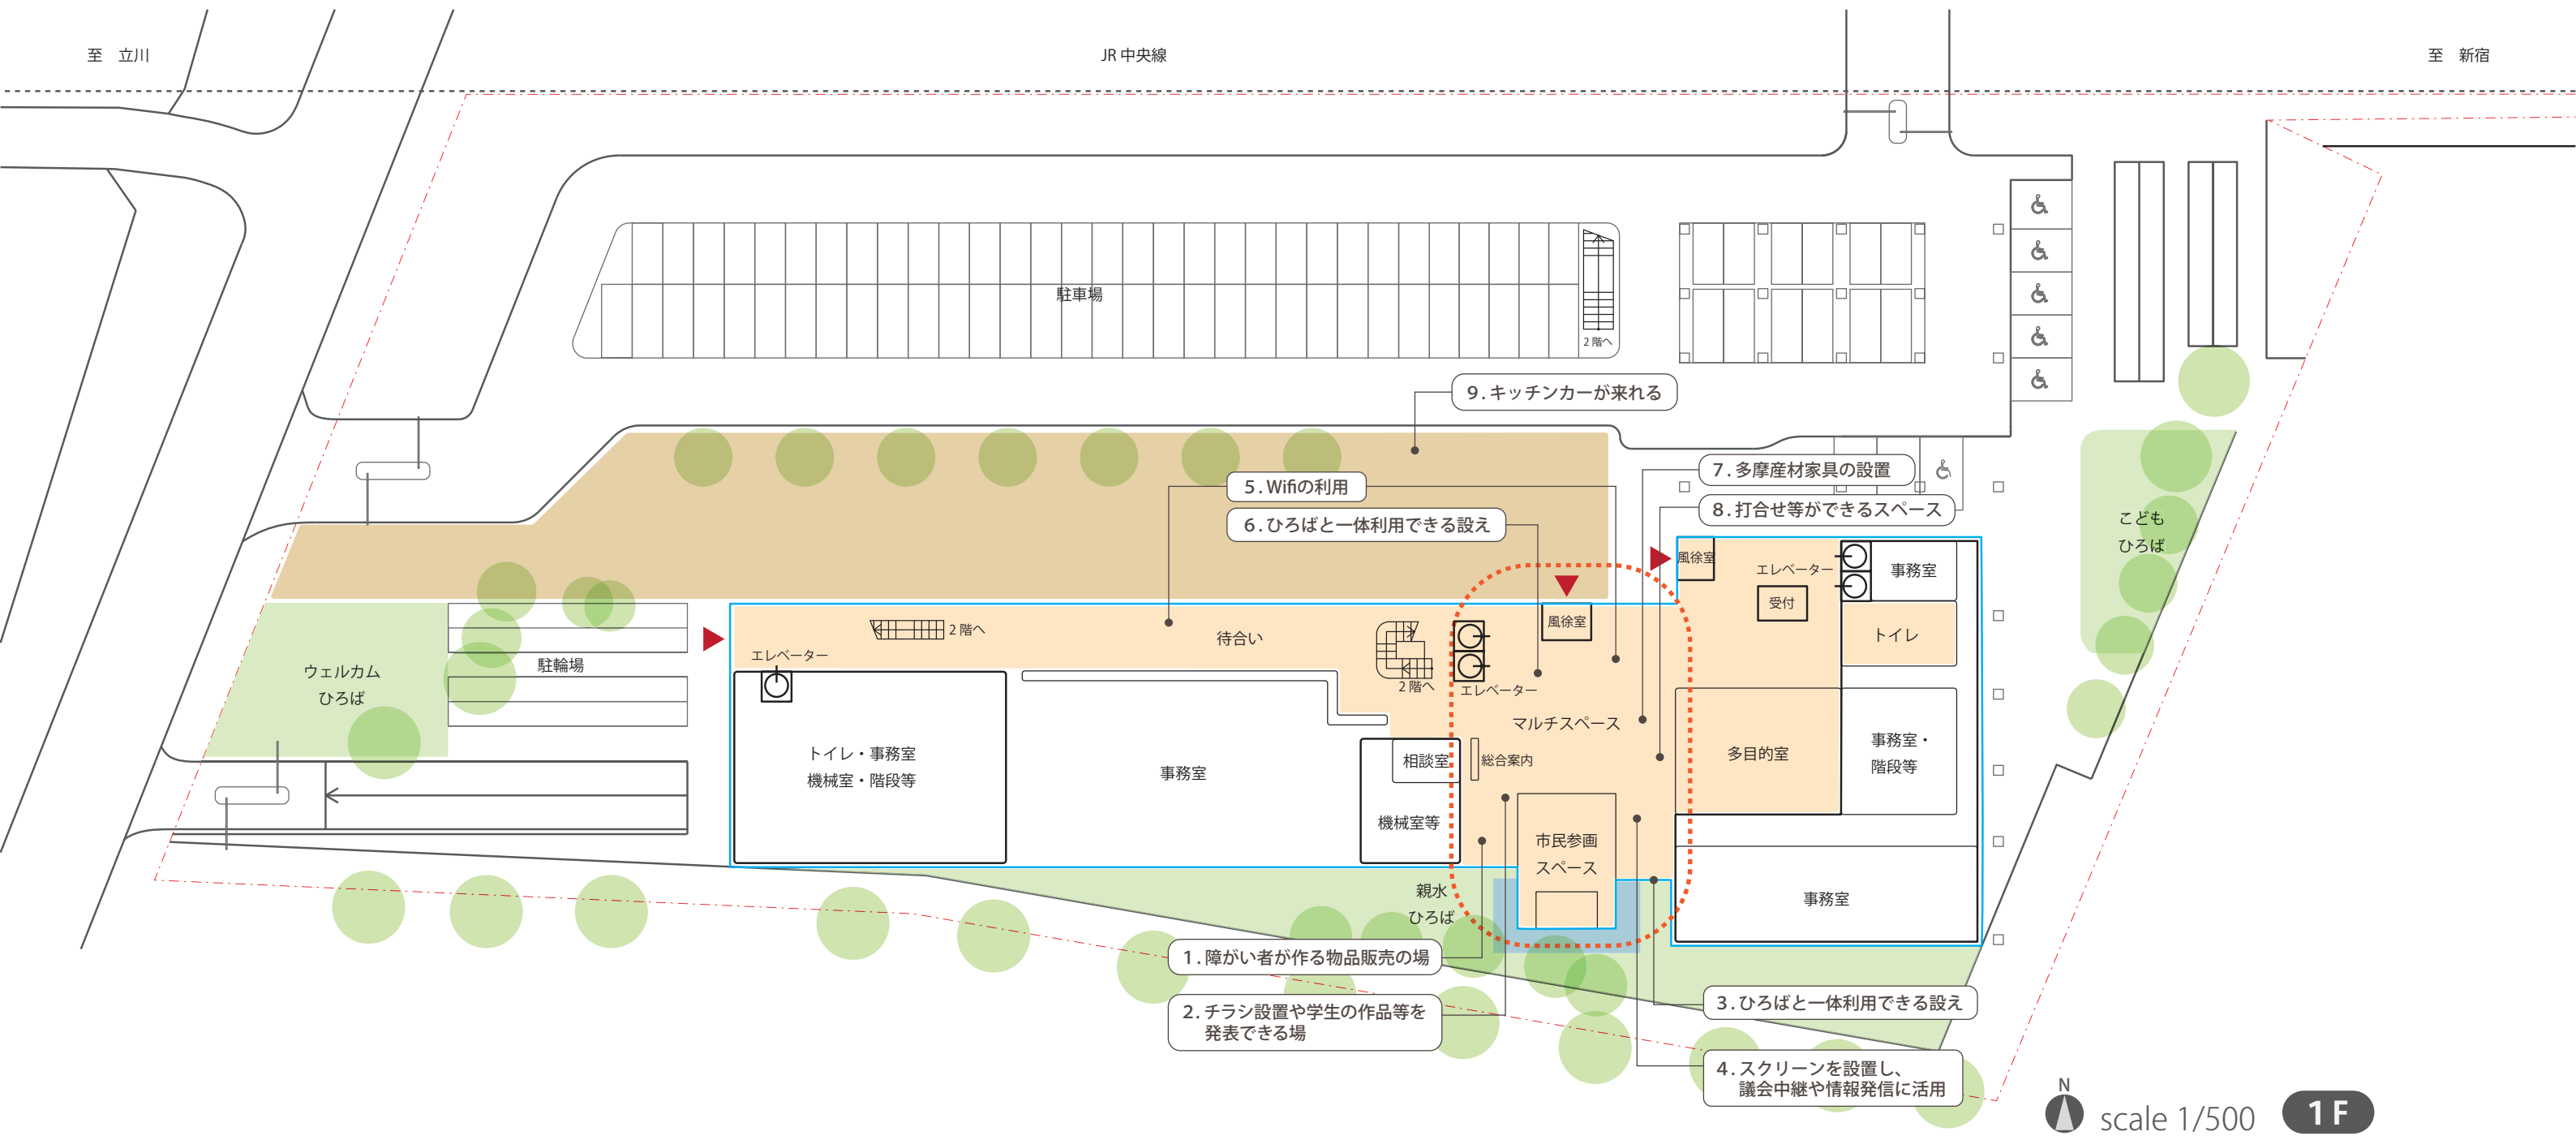 至　立川
JR 中央線
至　新宿
駐車場
2 階へ
9. キッチンカーが来れる
5. Wifiの利用
6. ひろばと一体利用できる設え
7. 多摩産材家具の設置
8. 打合せ等ができるスペース
こども
ひろば
風徐室
エレベーター
事務室
受付
トイレ
風徐室
2 階へ
待合い
エレベーター
2 階へ
エレベーター
駐輪場
ウェルカム
ひろば
マルチスペース
トイレ・事務室
機械室・階段等
事務室
相談室
総合案内
機械室等
多目的室
事務室・
階段等
市民参画
スペース
事務室
親水
ひろば
1. 障がい者が作る物品販売の場
2. チラシ設置や学生の作品等を
発表できる場
3. ひろばと一体利用できる設え
4. スクリーンを設置し、
議会中継や情報発信に活用
N
scale 1/500
1 F